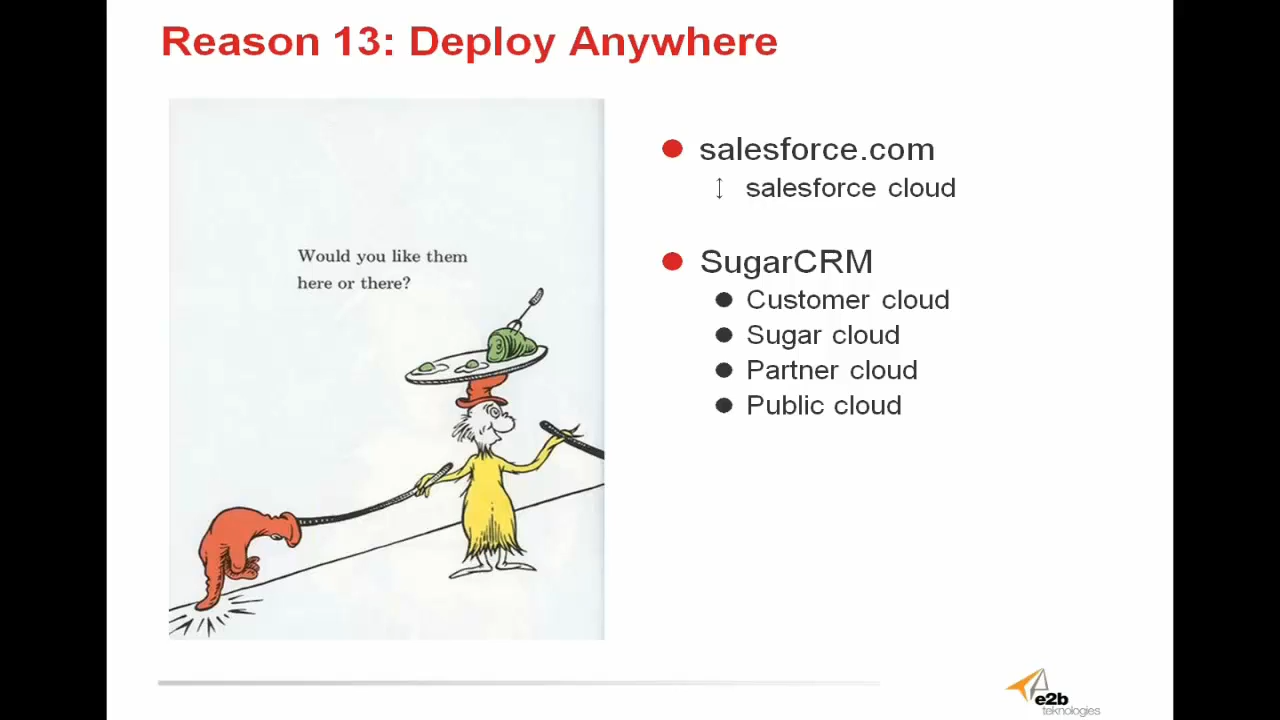 Reason 13: Deploy Anywhere
Would you like them
here or there?
salesforce.com
salesforce cloud
SugarCRM
Customer cloud
Sugar cloud
Partner cloud
Public cloud
e2b
teknologies